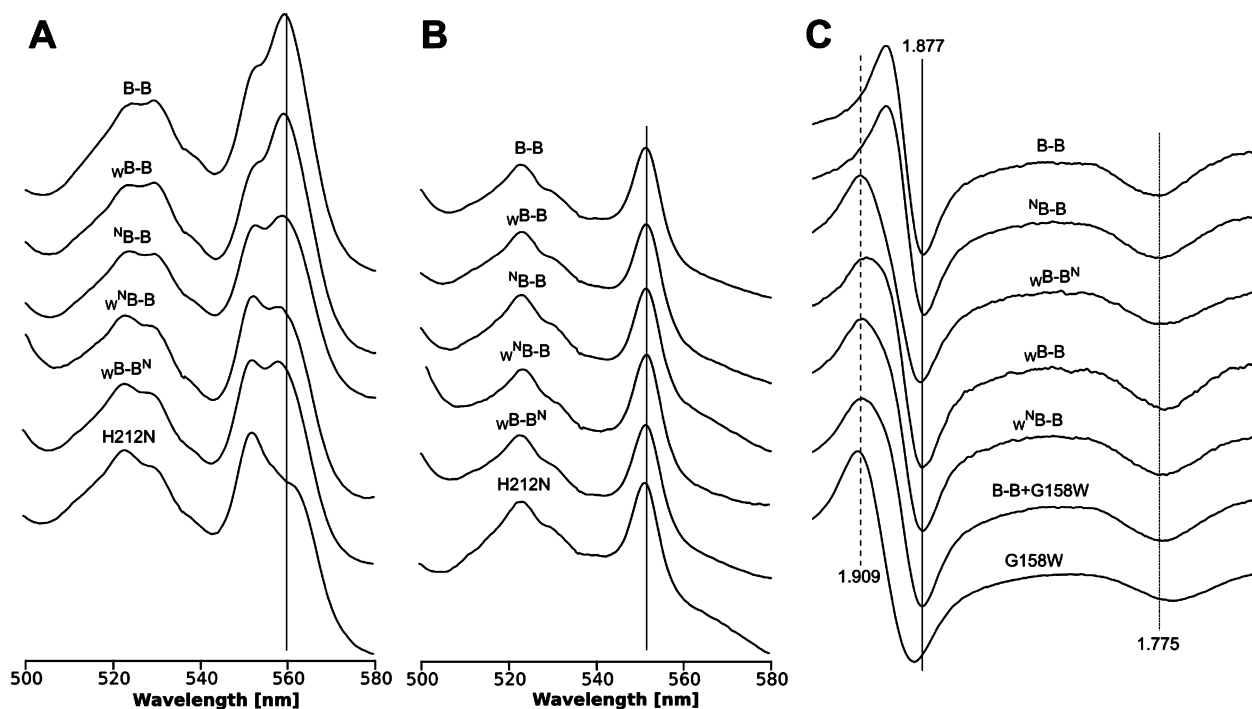 A
B-B
wB-B
ᴺB-B
wᴺB-B
wB-Bᴺ
H212N
500 520 540 560 580
Wavelength [nm]
B
B-B
wB-B
ᴺB-B
wᴺB-B
wB-Bᴺ
H212N
500 520 540 560 580
Wavelength [nm]
C
1.877
B-B
ᴺB-B
wB-Bᴺ
wB-B
wᴺB-B
B-B+G158W
G158W
1.909
1.775